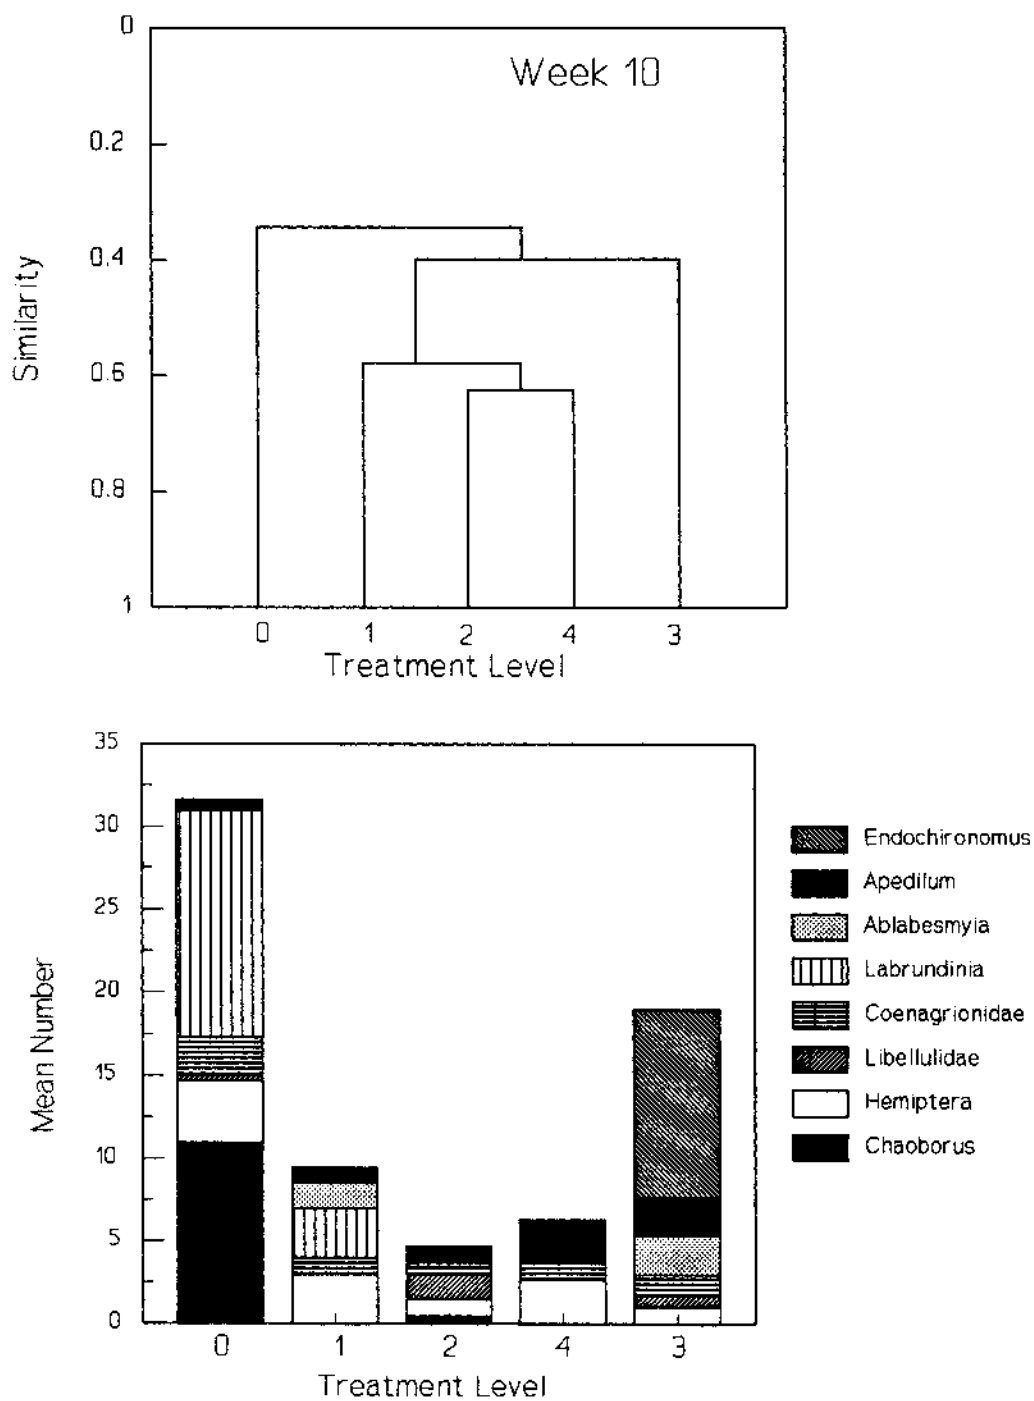 0
Week 10
0.2
0.4
Similarity
0.6
0.8
1
0 1 2 4 3
Treatment Level
35
30
25
20
15
10
5
0
Mean Number
Endochironomus
Apedilum
Ablabesmyia
Labrundinia
Coenagrionidae
Libellulidae
Hemiptera
Chaoborus
0 1 2 4 3
Treatment Level